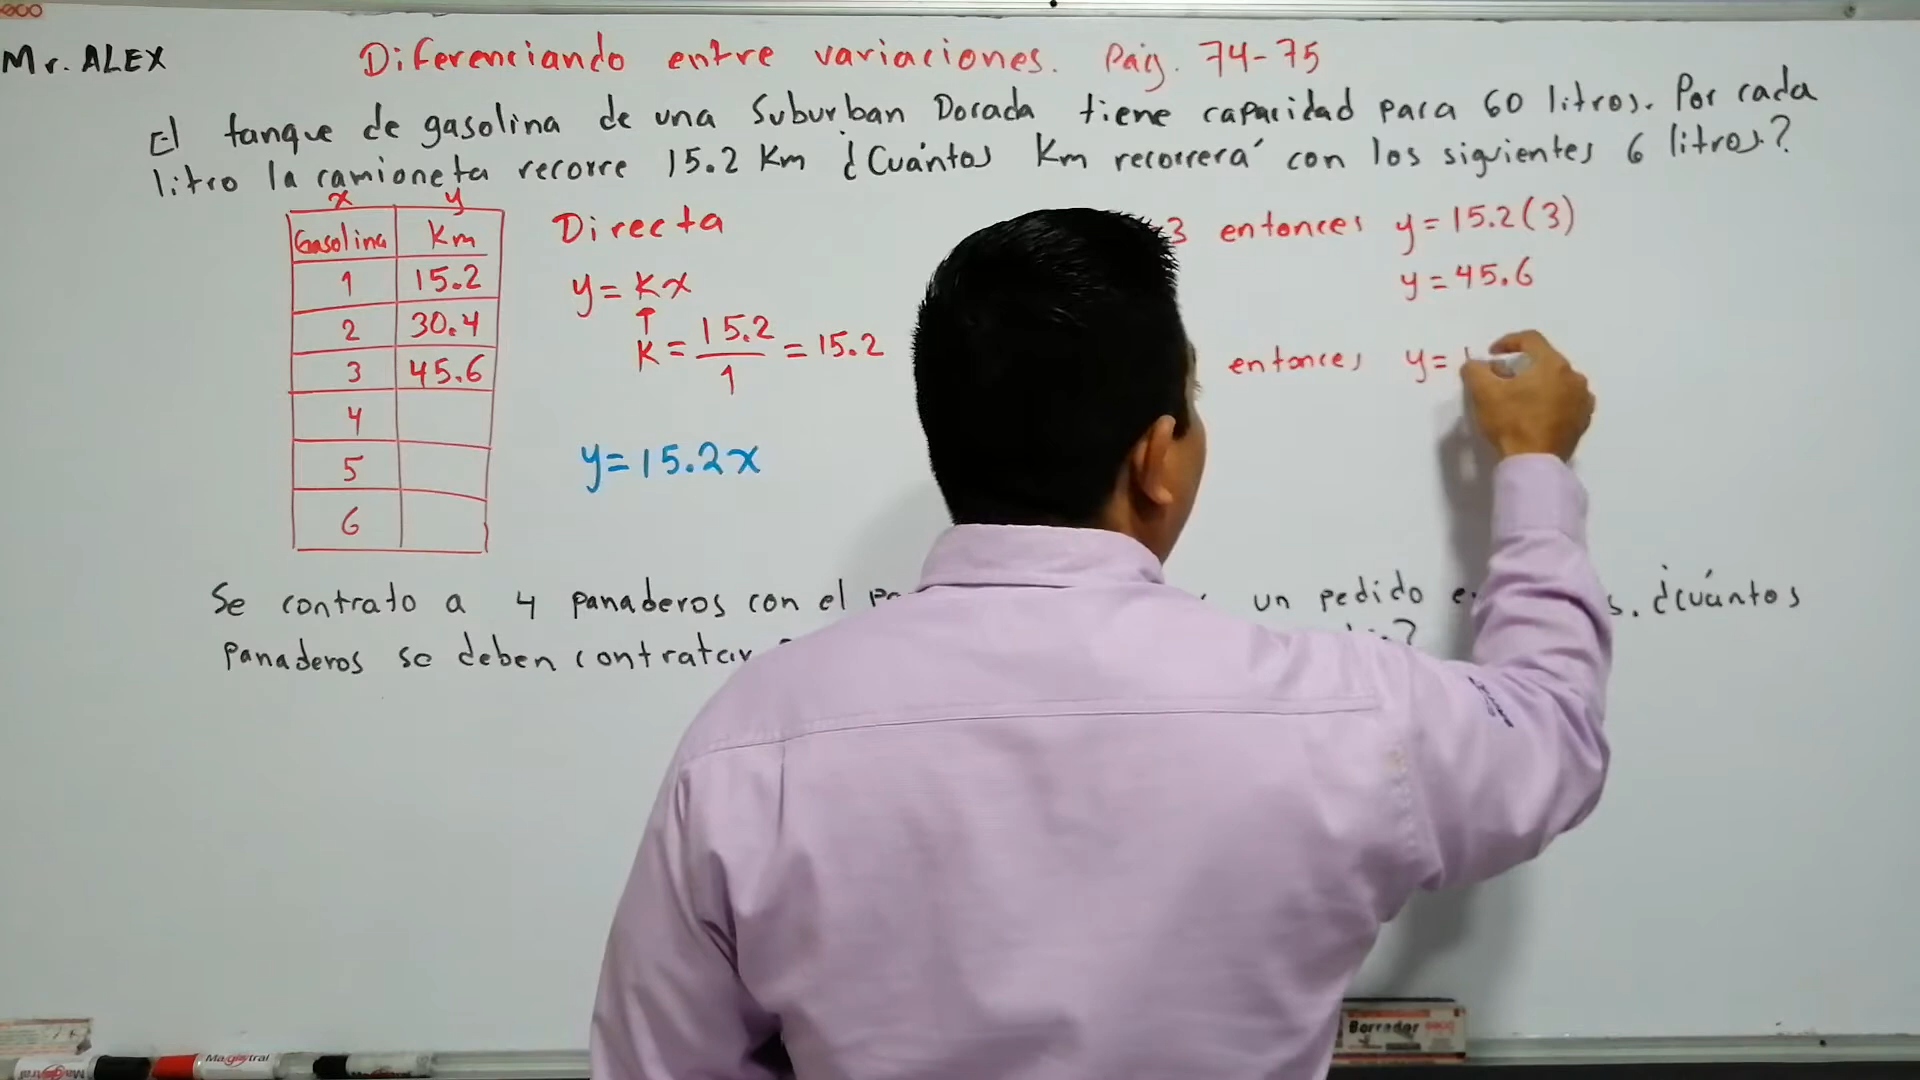 Mr. ALEX
Diferenciando entre variaciones. Pág. 74-75
El tanque de gasolina de una Suburban Dorada tiene capacidad para 60 litros. Por cada
litro la camioneta recorre 15.2 Km ¿Cuántos Km recorrerá con los siguientes 6 litros?
x y
Gasolina Km
1 15.2
2 30.4
3 45.6
4
5
6
Directa
y = Kx
↑
K = 15.2/1 = 15.2
y=15.2x
3 entonces y = 15.2(3)
y = 45.6
entonces y=
Se contrato a 4 panaderos con el un pedido ¿cuántos
panaderos se deben contratar
Borrador
Magistral